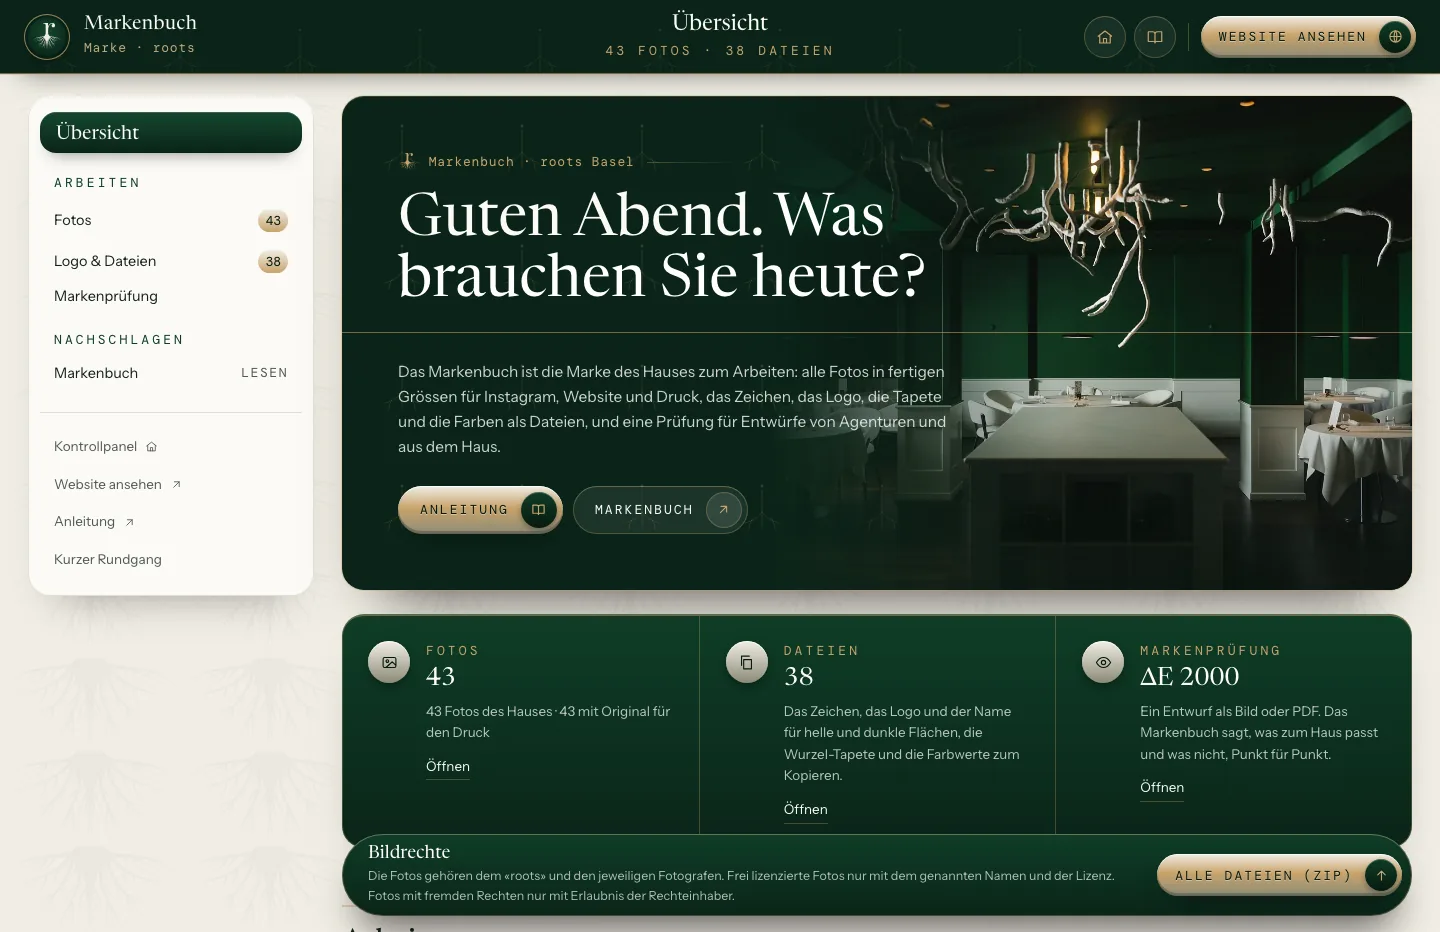 Markenbuch
Marke · roots
Übersicht
43 FOTOS · 38 DATEIEN
WEBSITE ANSEHEN
Übersicht
ARBEITEN
Fotos 43
Logo & Dateien 38
Markenprüfung
NACHSCHLAGEN
Markenbuch LESEN
Kontrollpanel
Website ansehen
Anleitung
Kurzer Rundgang
Markenbuch · roots Basel
Guten Abend. Was
brauchen Sie heute?
Das Markenbuch ist die Marke des Hauses zum Arbeiten: alle Fotos in fertigen
Grössen für Instagram, Website und Druck, das Zeichen, das Logo, die Tapete
und die Farben als Dateien, und eine Prüfung für Entwürfe von Agenturen und
aus dem Haus.
ANLEITUNG
MARKENBUCH
FOTOS
43
43 Fotos des Hauses · 43 mit Original für
den Druck
Öffnen
DATEIEN
38
Das Zeichen, das Logo und der Name
für helle und dunkle Flächen, die
Wurzel-Tapete und die Farbwerte zum
Kopieren.
Öffnen
MARKENPRÜFUNG
ΔE 2000
Ein Entwurf als Bild oder PDF. Das
Markenbuch sagt, was zum Haus passt
und was nicht, Punkt für Punkt.
Öffnen
Bildrechte
Die Fotos gehören dem «roots» und den jeweiligen Fotografen. Frei lizenzierte Fotos nur mit dem genannten Namen und der Lizenz.
Fotos mit fremden Rechten nur mit Erlaubnis der Rechteinhaber.
ALLE DATEIEN (ZIP)